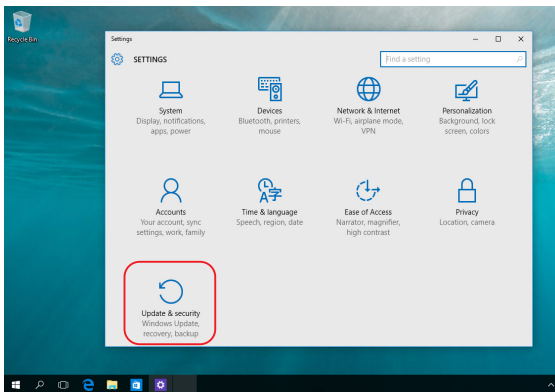 Recycle Bin
Settings
SETTINGS
Find a setting
System
Display, notifications,
apps, power
Devices
Bluetooth, printers,
mouse
Network & Internet
Wi-Fi, airplane mode,
VPN
Personalization
Background, lock
screen, colors
Accounts
Your account, sync
settings, work, family
Time & language
Speech, region, date
Ease of Access
Narrator, magnifier,
high contrast
Privacy
Location, camera
Update & security
Windows Update,
recovery, backup